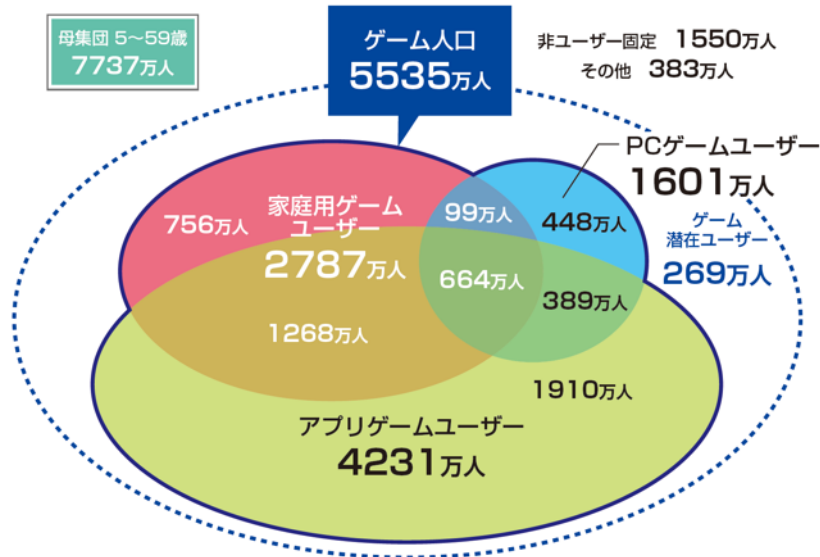 母集団 5〜59歳
7737万人
ゲーム人口
5535万人
非ユーザー固定 1550万人
その他 383万人
PCゲームユーザー
1601万人
ゲーム
潜在ユーザー
269万人
家庭用ゲーム
ユーザー
2787万人
756万人
99万人
448万人
664万人
389万人
1268万人
1910万人
アプリゲームユーザー
4231万人